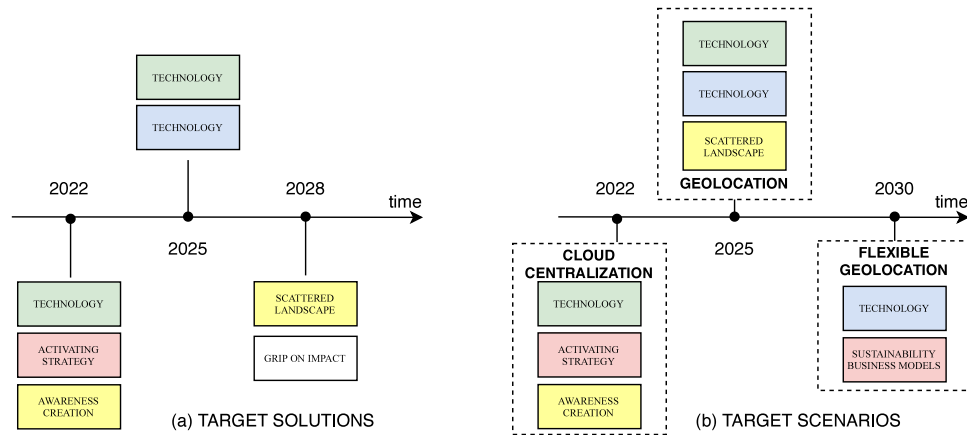 TECHNOLOGY
TECHNOLOGY
2022
2028
time
2025
TECHNOLOGY
ACTIVATING
STRATEGY
AWARENESS
CREATION
SCATTERED
LANDSCAPE
GRIP ON IMPACT
(a) TARGET SOLUTIONS
TECHNOLOGY
TECHNOLOGY
SCATTERED
LANDSCAPE
GEOLOCATION
2022
2030
time
2025
CLOUD
CENTRALIZATION
TECHNOLOGY
ACTIVATING
STRATEGY
AWARENESS
CREATION
FLEXIBLE
GEOLOCATION
TECHNOLOGY
SUSTAINABILITY
BUSINESS MODELS
(b) TARGET SCENARIOS